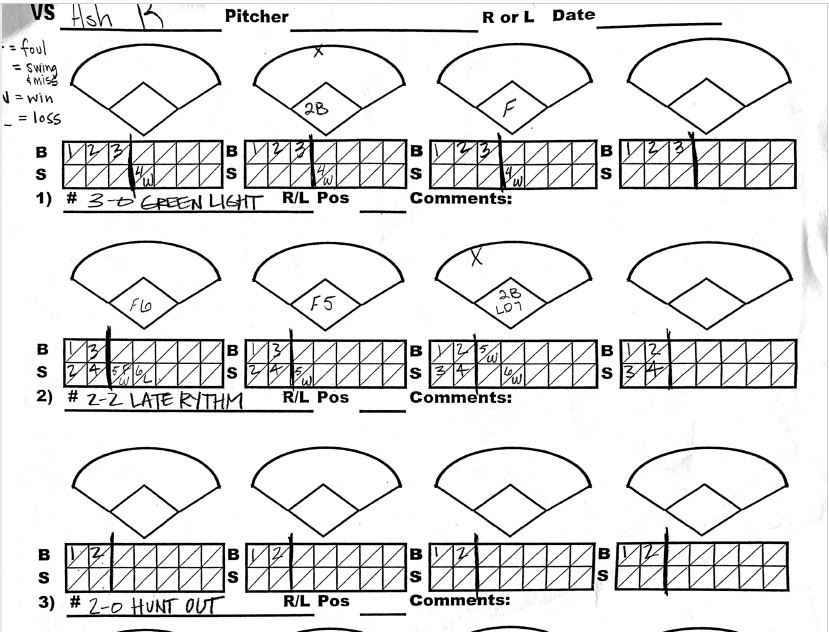 VS Ash K Pitcher R or L Date
= foul
= swing
& miss
W = win
_ = loss
X
2B F
B 1 2 3 B 1 2 3 B 1 2 3 B 1 2 3
S 4 W S 4 W S 4 W S
1) # 3-0 GREEN LIGHT R/L Pos Comments:
X
F6 F5 2B
LD7
B 1 3 B 1 3 B 1 2 5 W B 1 2
S 2 4 5 F W 6 L S 2 4 5 W S 3 4 6 W S 3 4
2) # 2-2 LATE RYTHM R/L Pos Comments:
B 1 2 B 1 2 B 1 2 B 1 2
S S S S
3) # 2-0 HUNT OUT R/L Pos Comments: